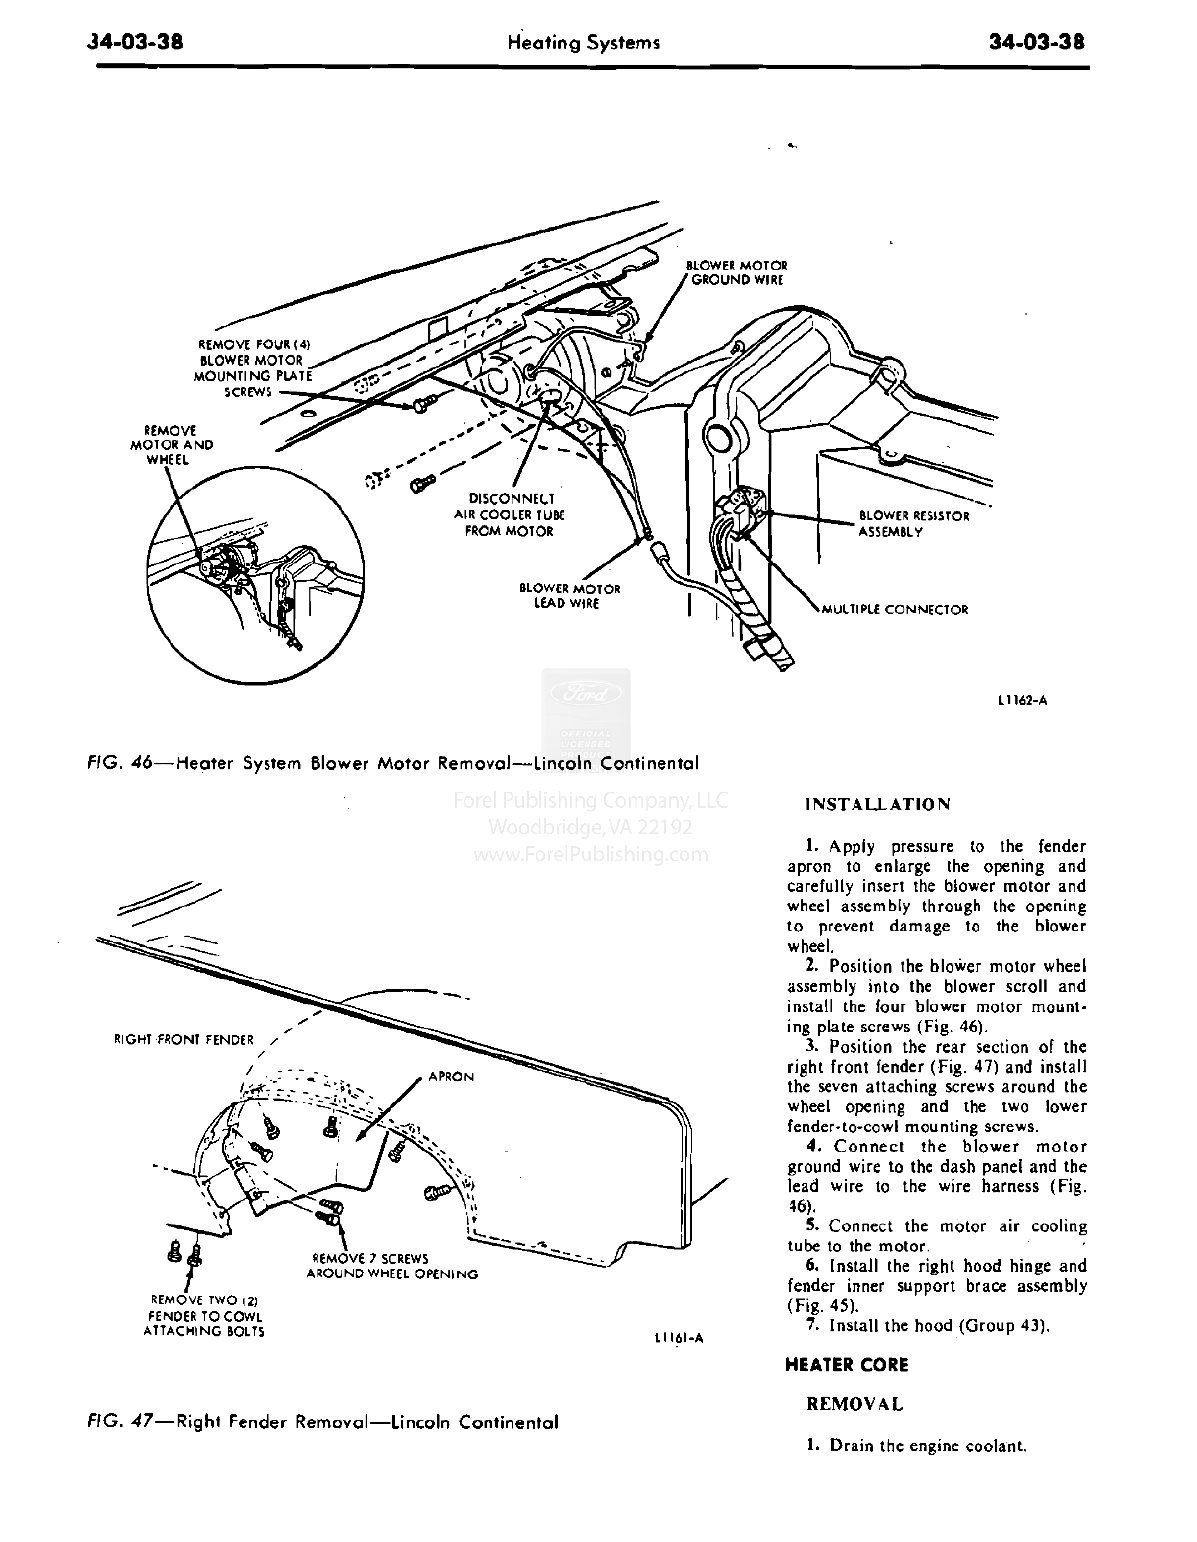 34-03-38
Heating Systems
34-03-38
BLOWER MOTOR
GROUND WIRE
REMOVE FOUR (4)
BLOWER MOTOR
MOUNTING PLATE
SCREWS
REMOVE
MOTOR AND
WHEEL
DISCONNECT
AIR COOLER TUBE
FROM MOTOR
BLOWER RESISTOR
ASSEMBLY
BLOWER MOTOR
LEAD WIRE
MULTIPLE CONNECTOR
L1162-A
Ford
OFFICIAL
LICENSED
PRODUCT
FIG. 46—Heater System Blower Motor Removal—Lincoln Continental
Forel Publishing Company, LLC
Woodbridge, VA 22192
www.ForelPublishing.com
RIGHT FRONT FENDER
APRON
REMOVE 7 SCREWS
AROUND WHEEL OPENING
REMOVE TWO (2)
FENDER TO COWL
ATTACHING BOLTS
L1161-A
FIG. 47—Right Fender Removal—Lincoln Continental
INSTALLATION
1. Apply pressure to the fender
apron to enlarge the opening and
carefully insert the blower motor and
wheel assembly through the opening
to prevent damage to the blower
wheel.
2. Position the blower motor wheel
assembly into the blower scroll and
install the four blower motor mount-
ing plate screws (Fig. 46).
3. Position the rear section of the
right front fender (Fig. 47) and install
the seven attaching screws around the
wheel opening and the two lower
fender-to-cowl mounting screws.
4. Connect the blower motor
ground wire to the dash panel and the
lead wire to the wire harness (Fig.
46).
5. Connect the motor air cooling
tube to the motor.
6. Install the right hood hinge and
fender inner support brace assembly
(Fig. 45).
7. Install the hood (Group 43).
HEATER CORE
REMOVAL
1. Drain the engine coolant.